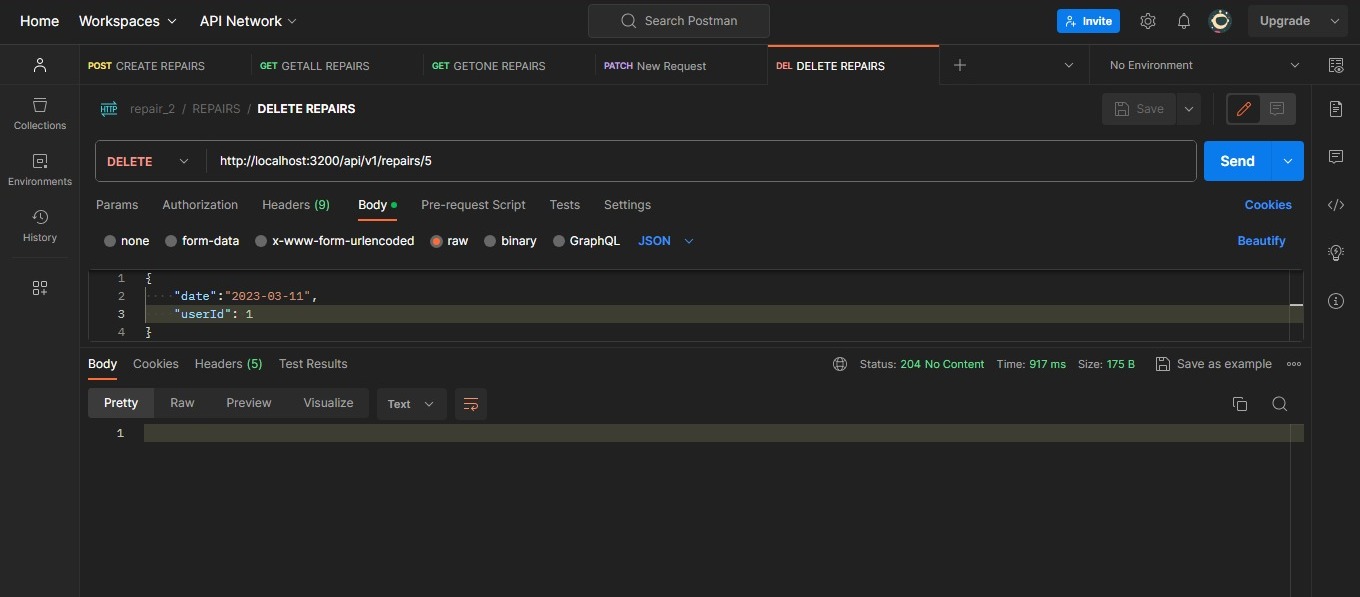 Home Workspaces API Network Search Postman Invite Upgrade
POST CREATE REPAIRS GET GETALL REPAIRS GET GETONE REPAIRS PATCH New Request DEL DELETE REPAIRS No Environment
HTTP repair_2 / REPAIRS / DELETE REPAIRS Save
Collections
DELETE http://localhost:3200/api/v1/repairs/5 Send
Environments
Params Authorization Headers (9) Body Pre-request Script Tests Settings Cookies
History
none form-data x-www-form-urlencoded raw binary GraphQL JSON Beautify
1 {
2 "date":"2023-03-11",
3 "userId": 1
4 }
Body Cookies Headers (5) Test Results Status: 204 No Content Time: 917 ms Size: 175 B Save as example
Pretty Raw Preview Visualize Text
1